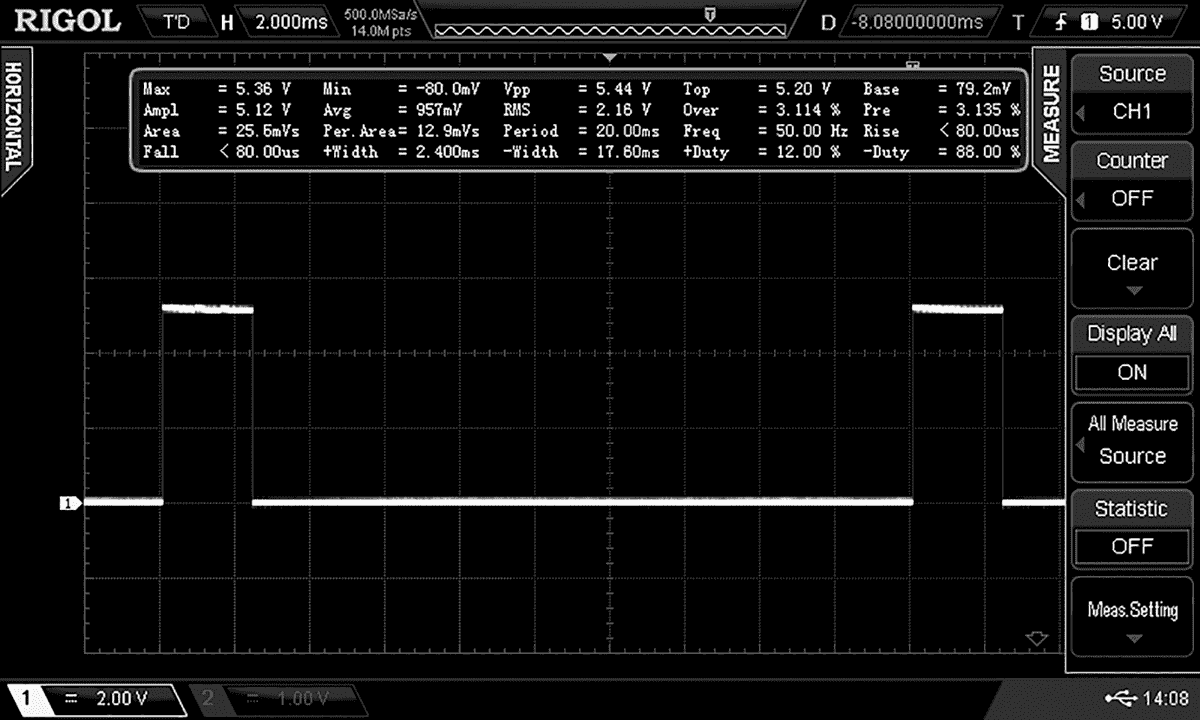 RIGOL T'D H 2.000ms 500.0MSa/s 14.0M pts D -8.08000000ms T 1 5.00 V
HORIZONTAL
Max = 5.36 V Min = -80.0mV Vpp = 5.44 V Top = 5.20 V Base = 79.2mV
Ampl = 5.12 V Avg = 957mV RMS = 2.16 V Over = 3.114 % Pre = 3.135 %
Area = 25.5mVs Per.Area= 12.9mVs Period = 20.00ms Freq = 50.00 Hz Rise < 80.00us
Fall < 80.00us +Width = 2.400ms -Width = 17.60ms +Duty = 12.00 % -Duty = 88.00 %
MEASURE
Source
CH1
Counter
OFF
Clear
Display All
ON
All Measure
Source
Statistic
OFF
Meas.Setting
1
1 = 2.00 V 2 = 1.00 V 14:08